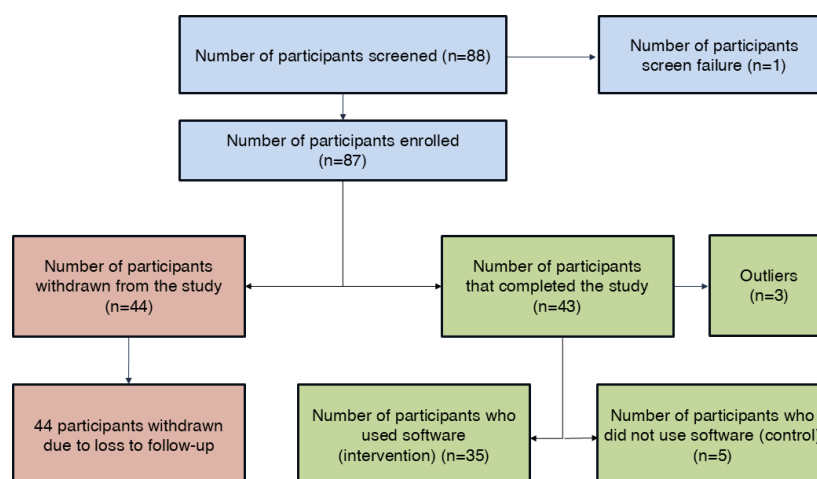 Number of participants screened (n=88)
Number of participants
screen failure (n=1)
Number of participants enrolled
(n=87)
Number of participants
withdrawn from the study
(n=44)
Number of participants
that completed the study
(n=43)
Outliers
(n=3)
44 participants withdrawn
due to loss to follow-up
Number of participants who
used software
(intervention) (n=35)
Number of participants who
did not use software (control)
(n=5)